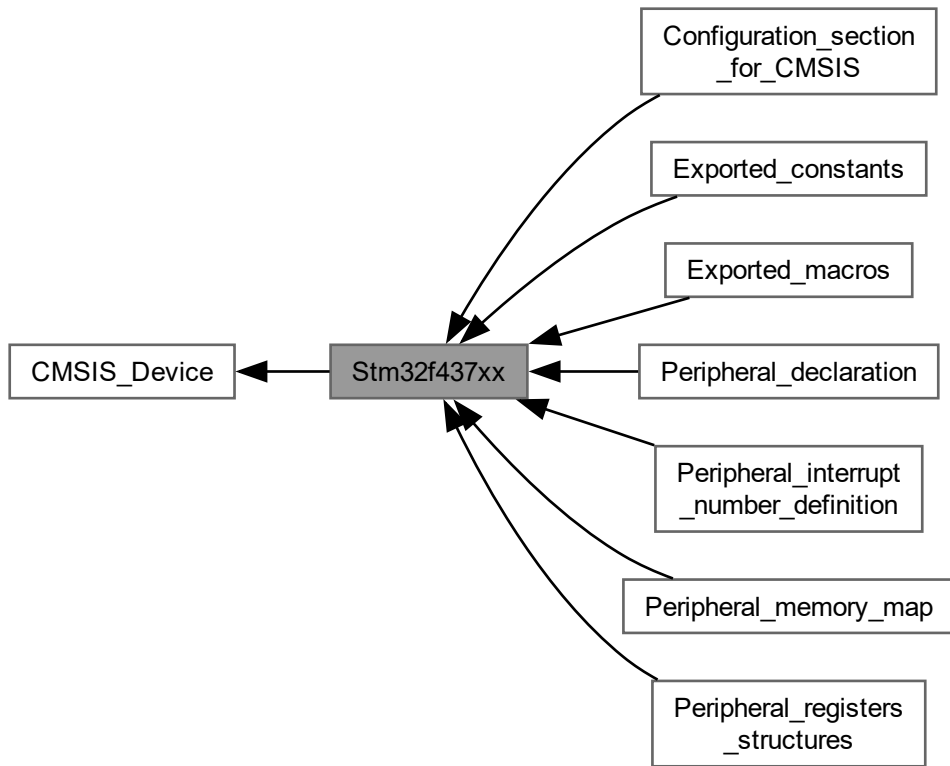 Configuration_section
_for_CMSIS
Exported_constants
Exported_macros
CMSIS_Device
Stm32f437xx
Peripheral_declaration
Peripheral_interrupt
_number_definition
Peripheral_memory_map
Peripheral_registers
_structures